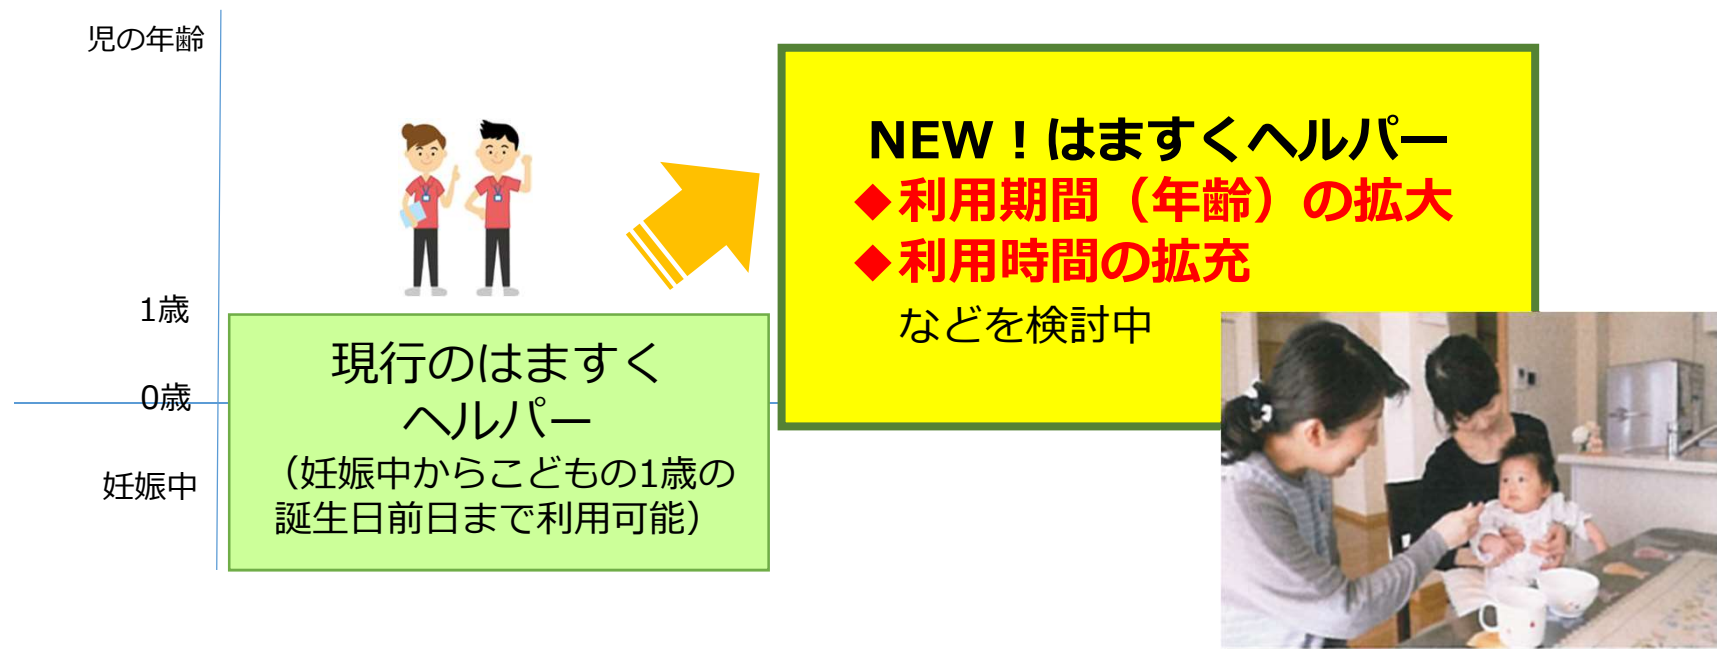 児の年齢
NEW！はますくヘルパー
◆利用期間（年齢）の拡大
◆利用時間の拡充
などを検討中
1歳
0歳
妊娠中
現行のはますく
ヘルパー
（妊娠中からこどもの1歳の
誕生日前日まで利用可能）